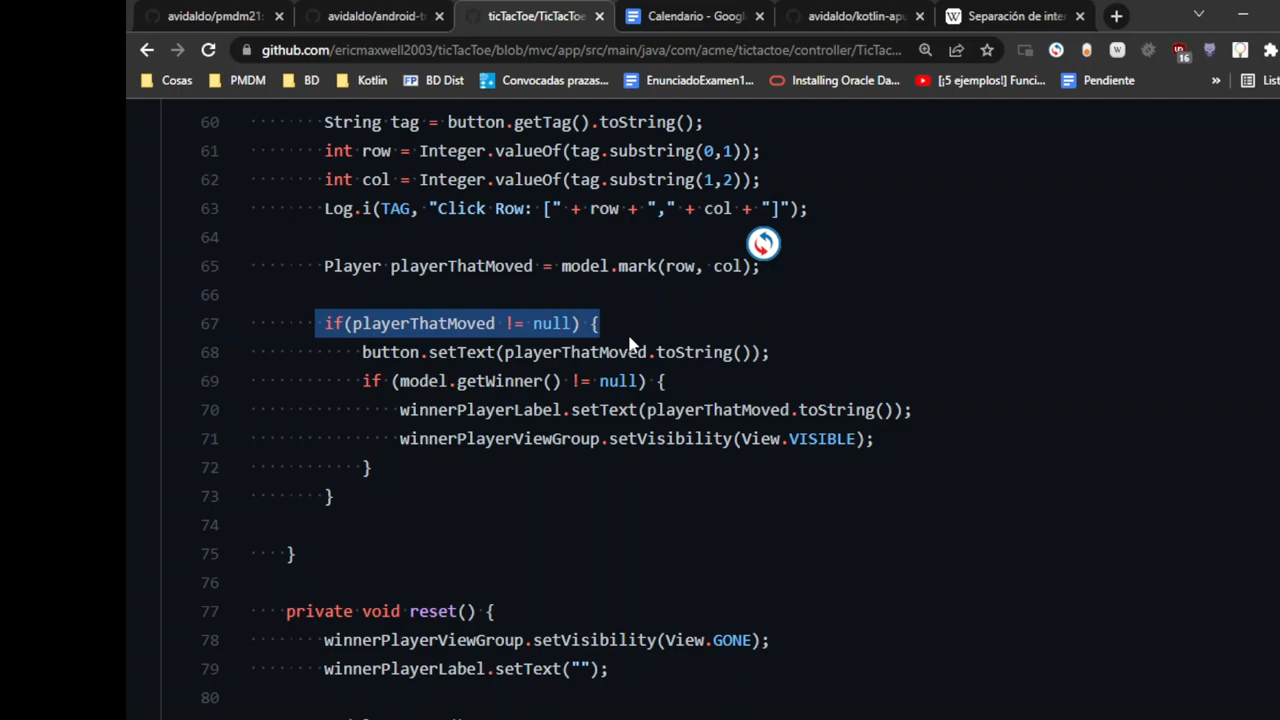 avidaldo/pmdm21:
avidaldo/android-t
ticTacToe/TicTacToe
Calendario - Googl
avidaldo/kotlin-apu
Separación de inter
github.com/ericmaxwell2003/ticTacToe/blob/mvc/app/src/main/java/com/acme/tictactoe/controller/TicTac...
16
Cosas
PMDM
BD
Kotlin
FP BD Dist
Convocadas prazas...
EnunciadoExamen1...
Installing Oracle Da...
[¡5 ejemplos!] Funci...
Pendiente
»
List
60 String tag = button.getTag().toString();
61 int row = Integer.valueOf(tag.substring(0,1));
62 int col = Integer.valueOf(tag.substring(1,2));
63 Log.i(TAG, "Click Row: [" + row + "," + col + "]");
64
65 Player playerThatMoved = model.mark(row, col);
66
67 if(playerThatMoved != null) {
68 button.setText(playerThatMoved.toString());
69 if (model.getWinner() != null) {
70 winnerPlayerLabel.setText(playerThatMoved.toString());
71 winnerPlayerViewGroup.setVisibility(View.VISIBLE);
72 }
73 }
74
75 }
76
77 private void reset() {
78 winnerPlayerViewGroup.setVisibility(View.GONE);
79 winnerPlayerLabel.setText("");
80